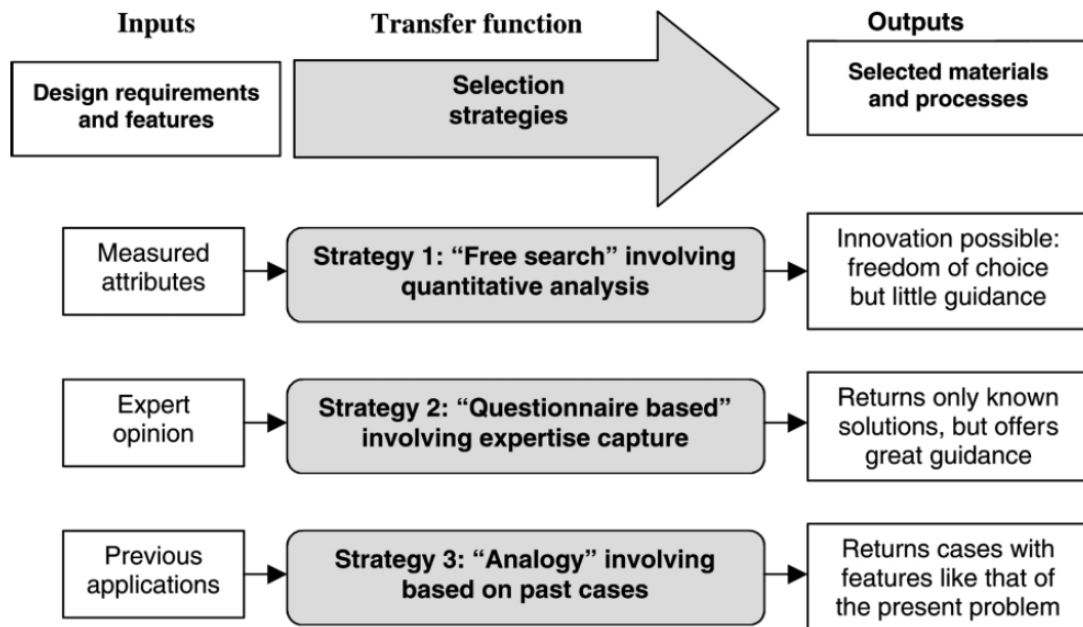 Inputs
Transfer function
Outputs
Design requirements
and features
Selection
strategies
Selected materials
and processes
Measured
attributes
Strategy 1: “Free search” involving
quantitative analysis
Innovation possible:
freedom of choice
but little guidance
Expert
opinion
Strategy 2: “Questionnaire based”
involving expertise capture
Returns only known
solutions, but offers
great guidance
Previous
applications
Strategy 3: “Analogy” involving
based on past cases
Returns cases with
features like that of
the present problem